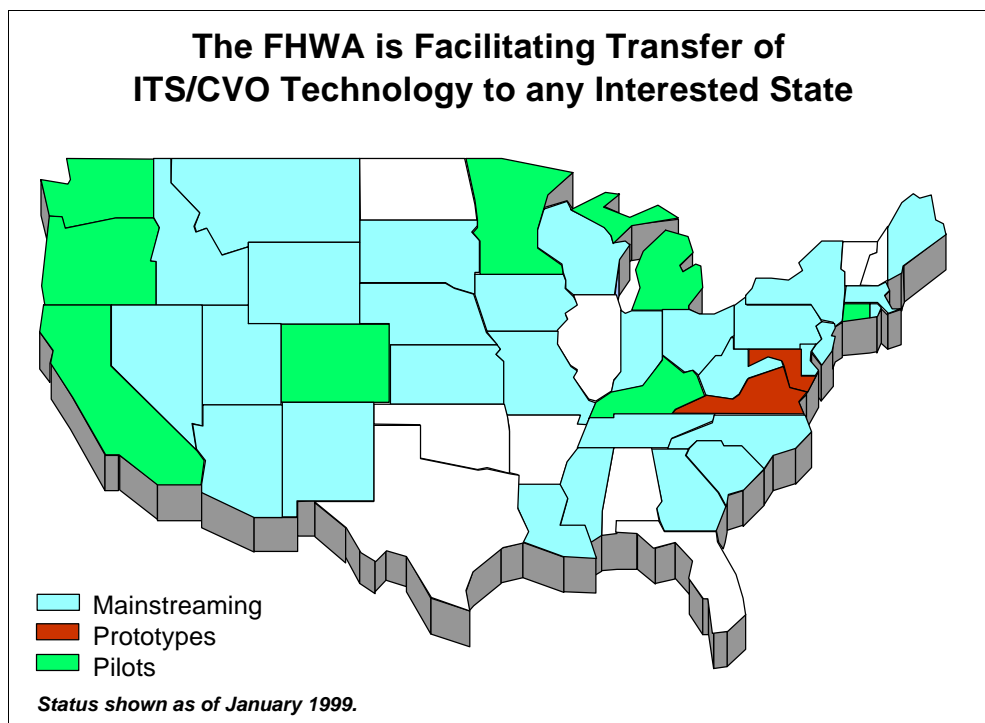 The FHWA is Facilitating Transfer of
ITS/CVO Technology to any Interested State
Mainstreaming
Prototypes
Pilots
Status shown as of January 1999.